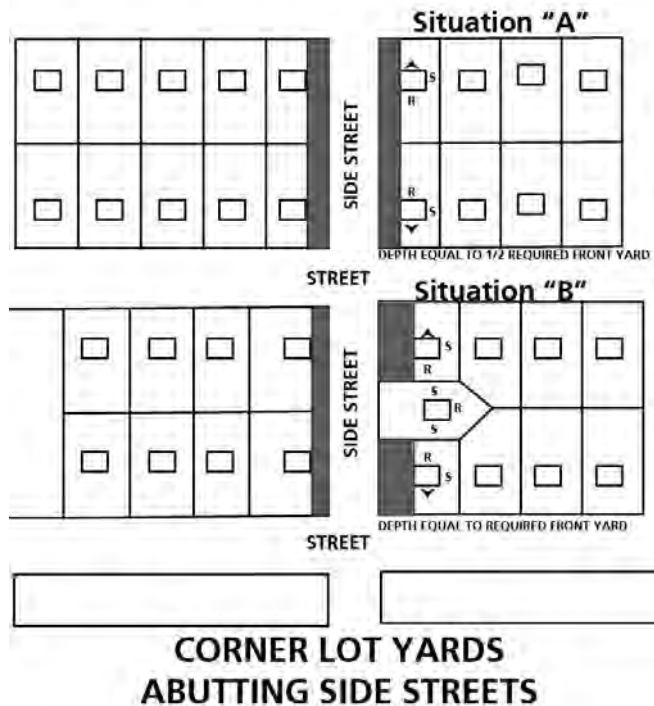 Situation "A"
S
R
SIDE STREET
R
S
DEPTH EQUAL TO 1/2 REQUIRED FRONT YARD
STREET
Situation "B"
S
R
SIDE STREET
S
R
S
R
S
DEPTH EQUAL TO REQUIRED FRONT YARD
STREET
CORNER LOT YARDS
ABUTTING SIDE STREETS